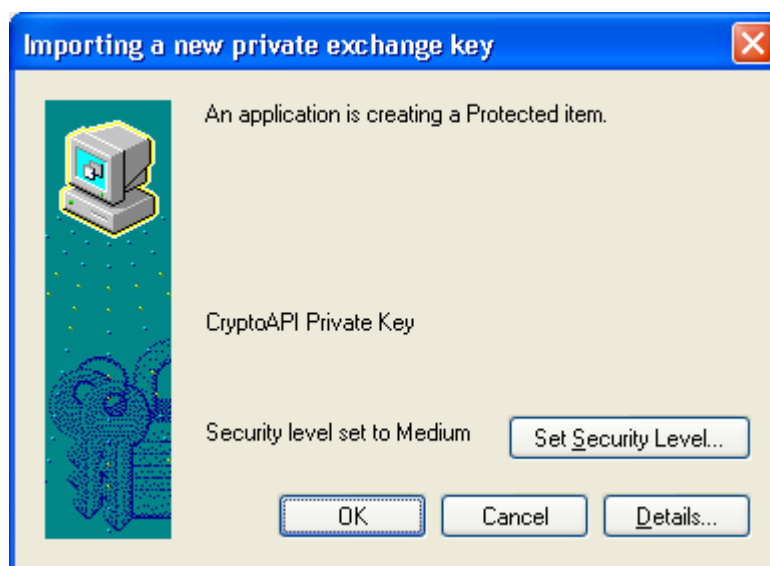 Importing a new private exchange key
An application is creating a Protected item.
CryptoAPI Private Key
Security level set to Medium
Set Security Level...
OK
Cancel
Details...